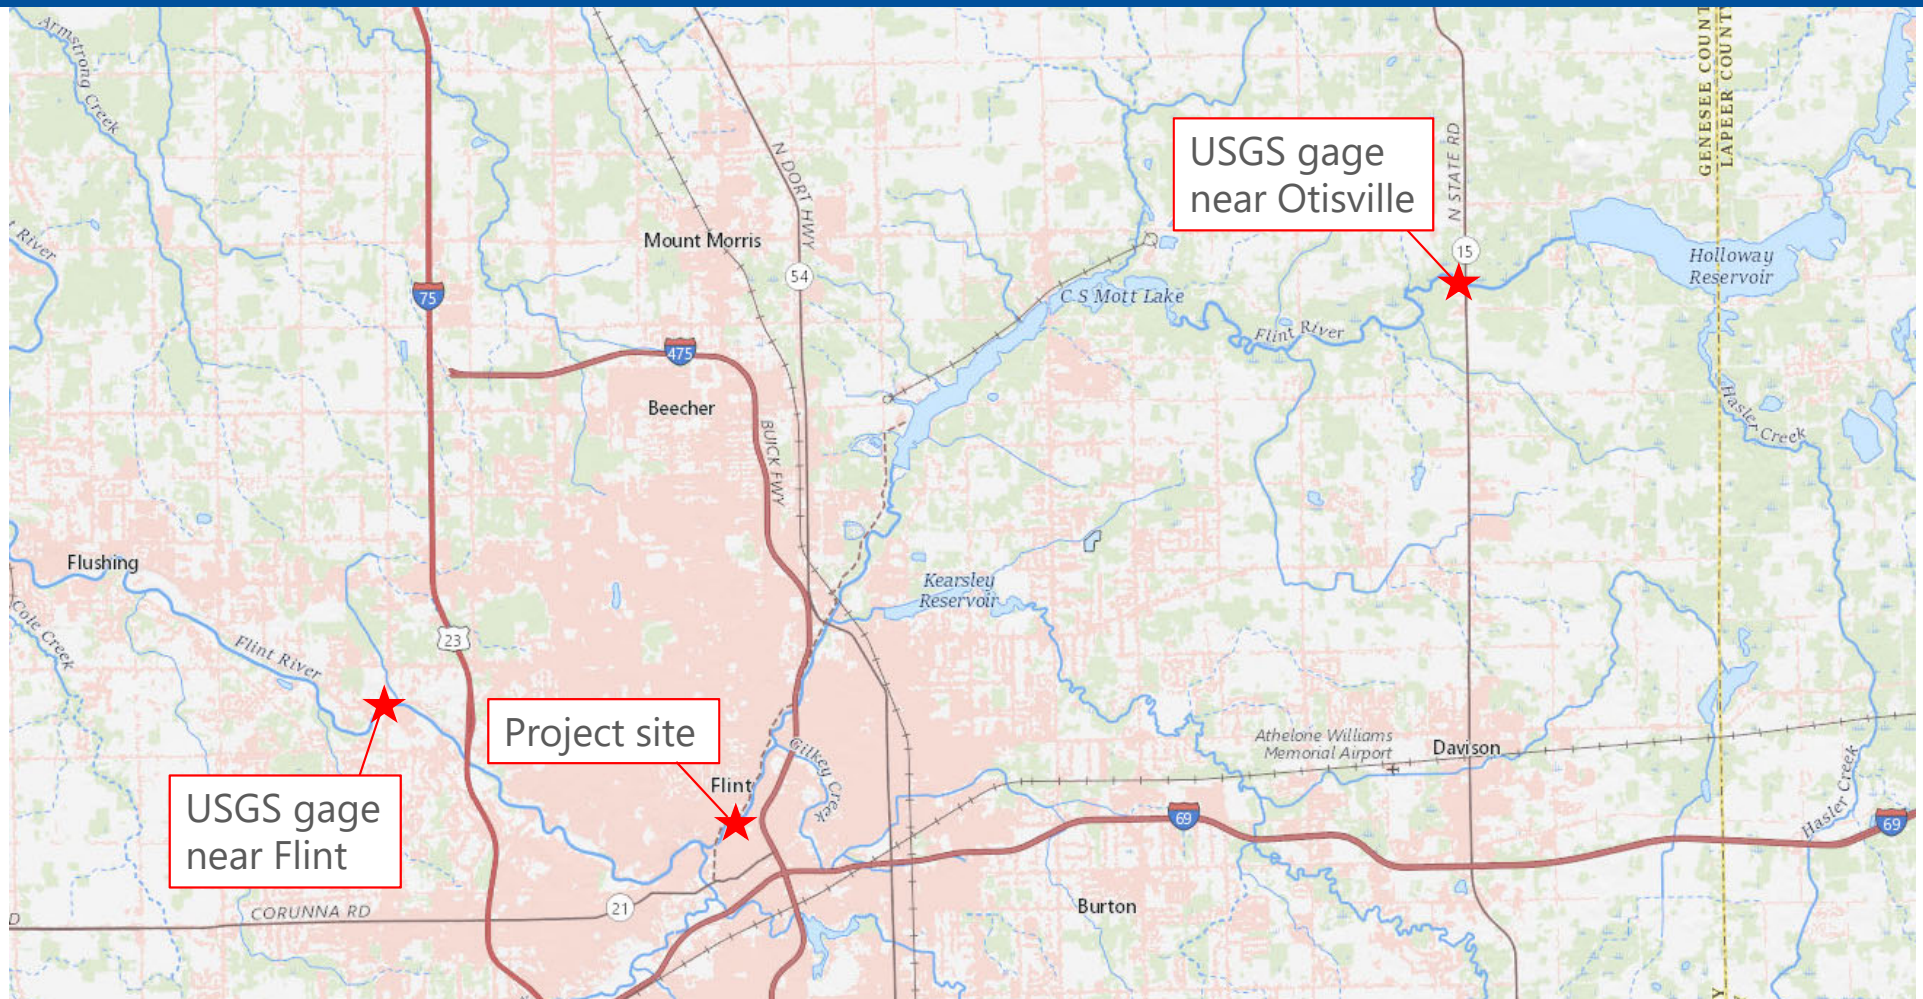 Armstrong Creek
GENESEE COUNT
LAPEER COUNTY
N DORT HWY
USGS gage
near Otisville
N STATE RD
t River
Mount Morris
54
15
Holloway
Reservoir
75
C S Mott Lake
Flint River
475
Beecher
BUICK FWY
Hasler Creek
Flushing
Kearsley
Reservoir
Cole Creek
23
Flint River
Project site
Gilkey Creek
Athelone Williams
Memorial Airport
Davison
Flint
USGS gage
near Flint
69
Hasler Creek
69
Burton
D
CORUNNA RD
21
Y